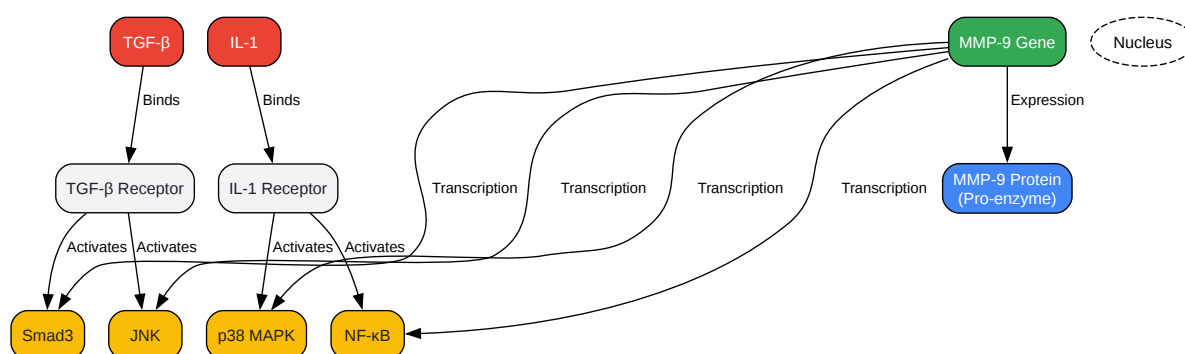 TGF-β
IL-1
MMP-9 Gene
Nucleus
Binds
Binds
Expression
TGF-β Receptor
IL-1 Receptor
Transcription
Transcription
Transcription
Transcription
MMP-9 Protein
(Pro-enzyme)
Activates
Activates
Activates
Activates
Smad3
JNK
p38 MAPK
NF-κB